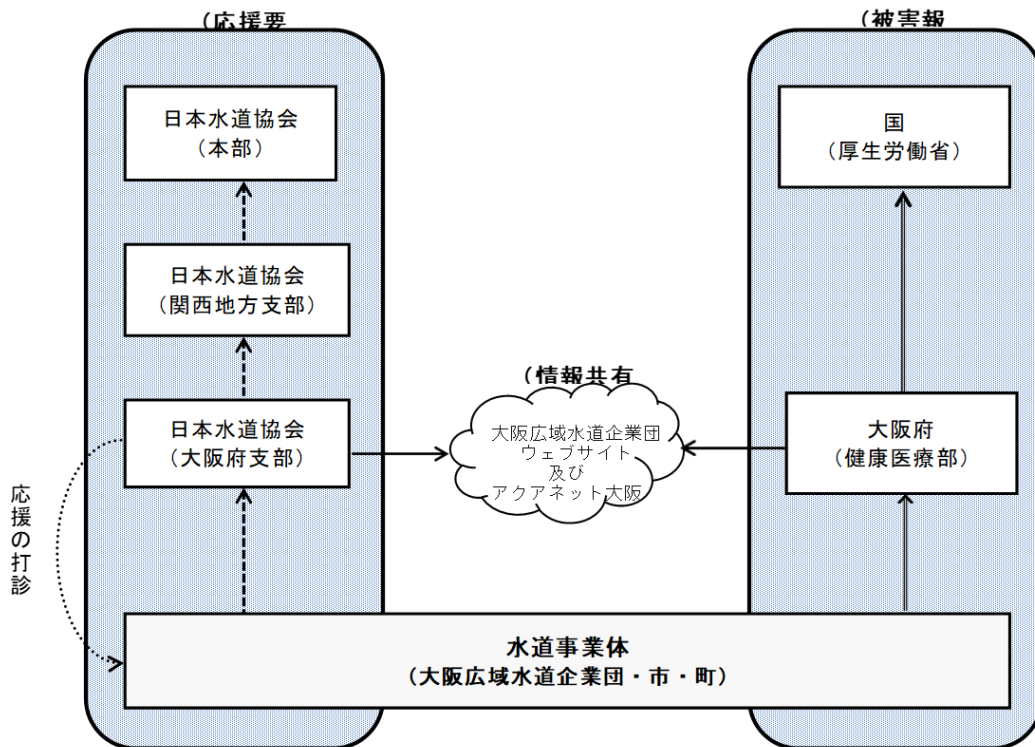 （応援要
（被害報
日本水道協会
（本部）
国
（厚生労働省）
日本水道協会
（関西地方支部）
（情報共有
日本水道協会
（大阪府支部）
大阪広域水道企業団
ウェブサイト
及び
アクアネット大阪
大阪府
（健康医療部）
応援の打診
水道事業体
（大阪広域水道企業団・市・町）